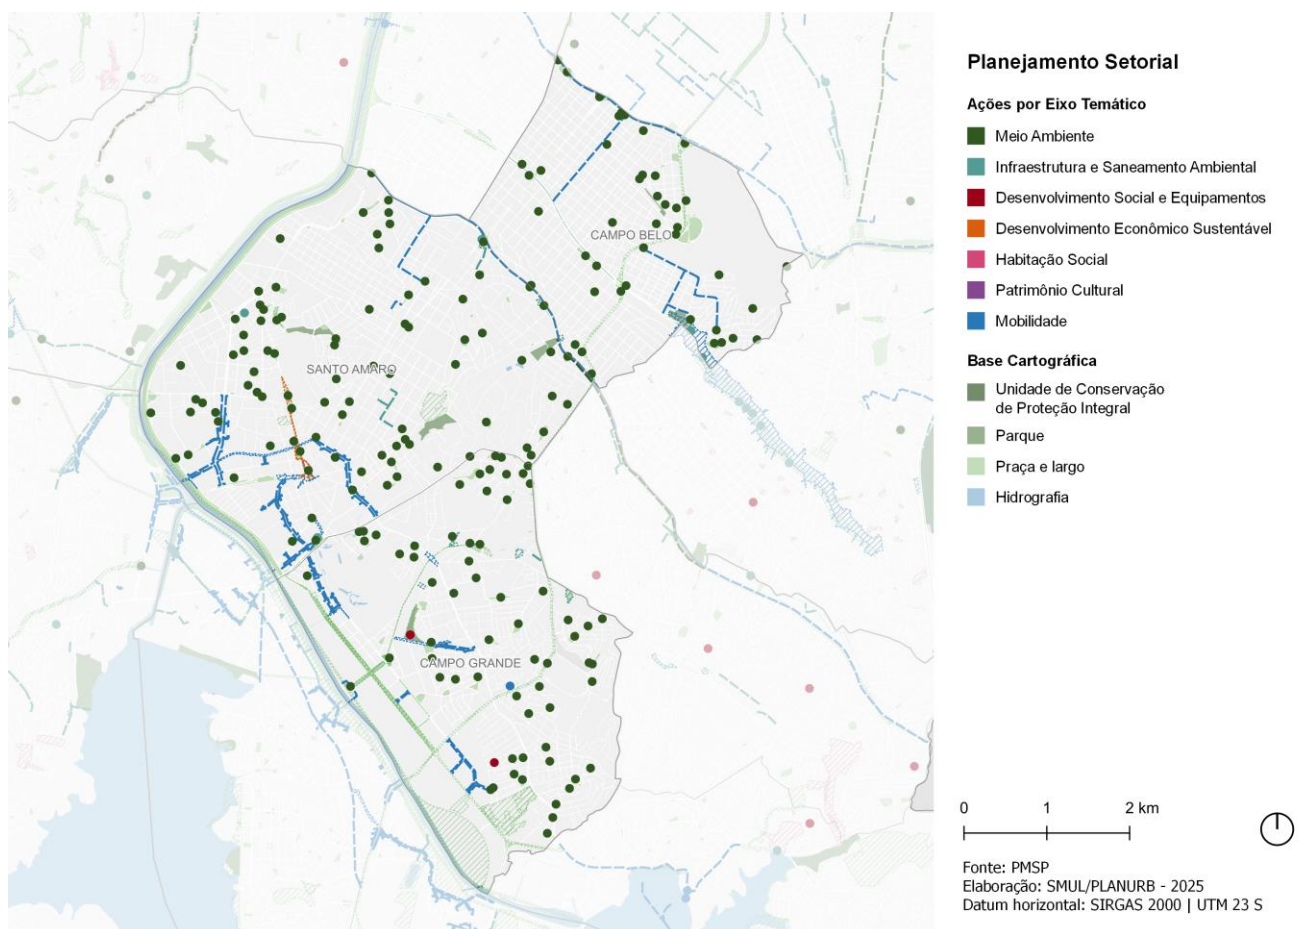 CAMPO BELO
SANTO AMARO
CAMPO GRANDE
Planejamento Setorial
Ações por Eixo Temático
Meio Ambiente
Infraestrutura e Saneamento Ambiental
Desenvolvimento Social e Equipamentos
Desenvolvimento Econômico Sustentável
Habitação Social
Patrimônio Cultural
Mobilidade
Base Cartográfica
Unidade de Conservação
de Proteção Integral
Parque
Praça e largo
Hidrografia
0 1 2 km
Fonte: PMSP
Elaboração: SMUL/PLANURB - 2025
Datum horizontal: SIRGAS 2000 | UTM 23 S